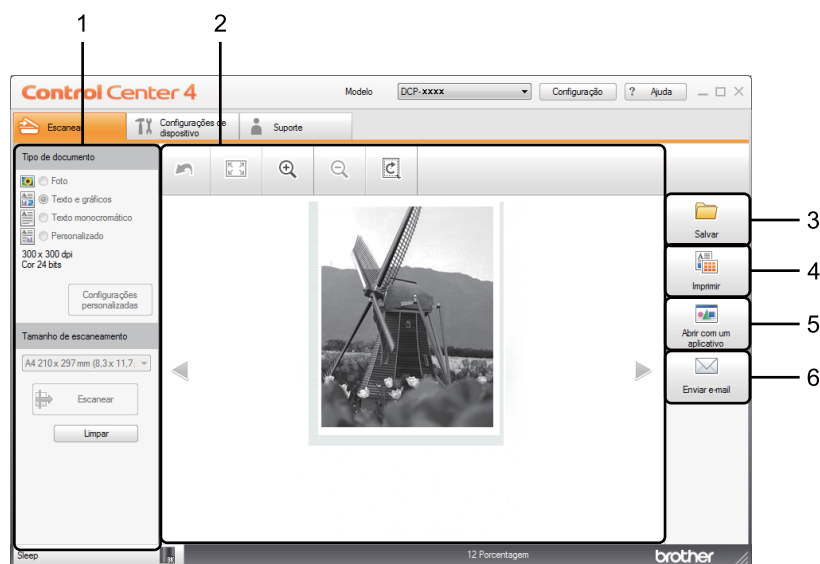 1
2
Control Center 4
Modelo
DCP-xxxx
Configuração
? Ajuda
Escanear
Configurações de
dispositivo
Suporte
Tipo de documento
Foto
Texto e gráficos
Texto monocromático
Personalizado
300 x 300 dpi
Cor 24 bits
Configurações
personalizadas
Tamanho de escaneamento
A4 210 x 297 mm (8,3 x 11,7
Escanear
Limpar
Salvar
3
Imprimir
4
Abrir com um
aplicativo
5
Enviar e-mail
6
Sleep
BK
12 Porcentagem
brother